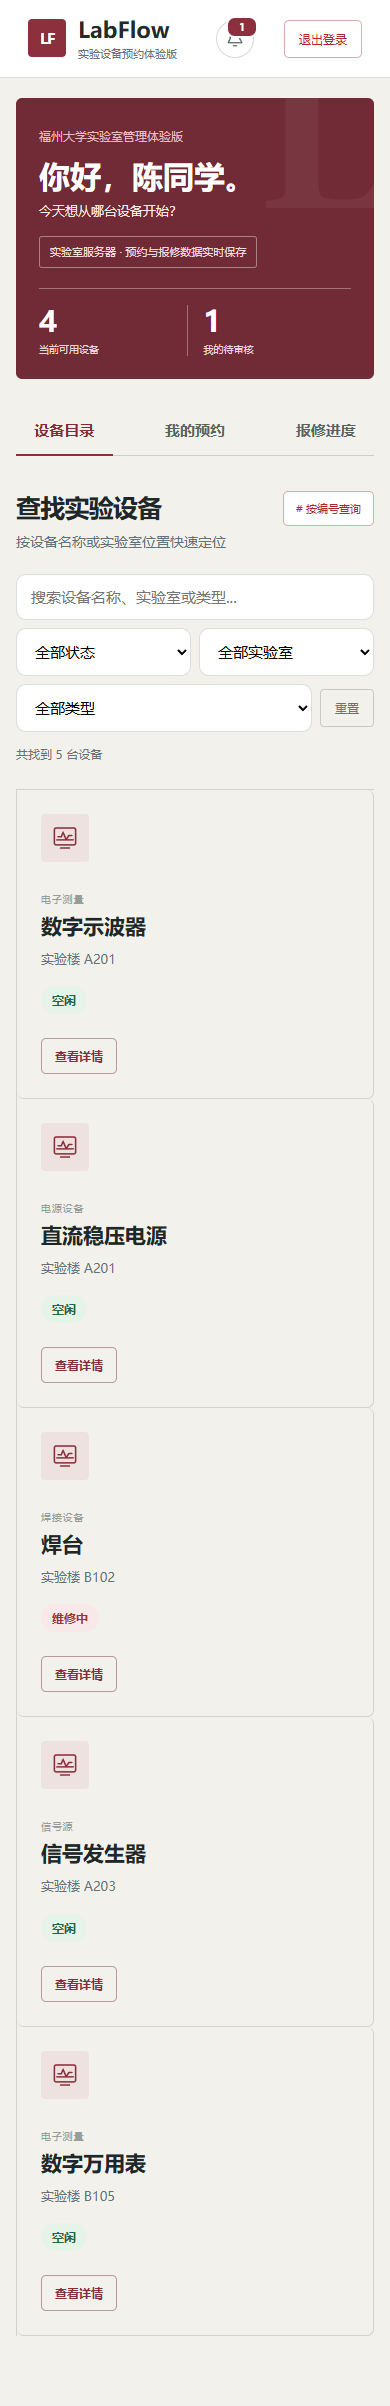 LF
LabFlow
实验设备预约体验版
1
退出登录
福州大学实验室管理体验版
你好，陈同学。
今天想从哪台设备开始？
实验室服务器 · 预约与报修数据实时保存
4
当前可用设备
1
我的待审核
设备目录
我的预约
报修进度
查找实验设备
# 按编号查询
按设备名称或实验室位置快速定位
搜索设备名称、实验室或类型...
全部状态
全部实验室
全部类型
重置
共找到 5 台设备
电子测量
数字示波器
实验楼 A201
空闲
查看详情
电源设备
直流稳压电源
实验楼 A201
空闲
查看详情
焊接设备
焊台
实验楼 B102
维修中
查看详情
信号源
信号发生器
实验楼 A203
空闲
查看详情
电子测量
数字万用表
实验楼 B105
空闲
查看详情